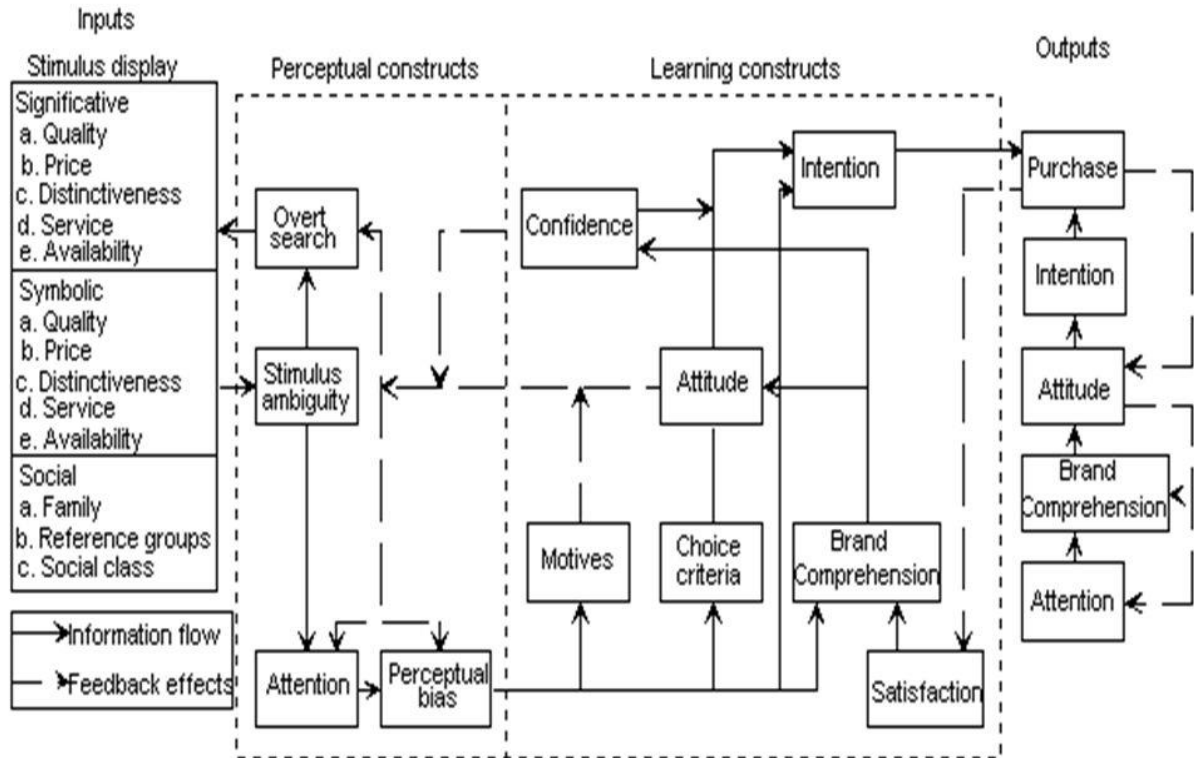 Inputs
Stimulus display
Significative
a. Quality
b. Price
c. Distinctiveness
d. Service
e. Availability
Symbolic
a. Quality
b. Price
c. Distinctiveness
d. Service
e. Availability
Social
a. Family
b. Reference groups
c. Social class
Information flow
Feedback effects
Perceptual constructs
Overt
search
Stimulus
ambiguity
Attention
Perceptual
bias
Learning constructs
Confidence
Intention
Attitude
Motives
Choice
criteria
Brand
Comprehension
Satisfaction
Outputs
Purchase
Intention
Attitude
Brand
Comprehension
Attention